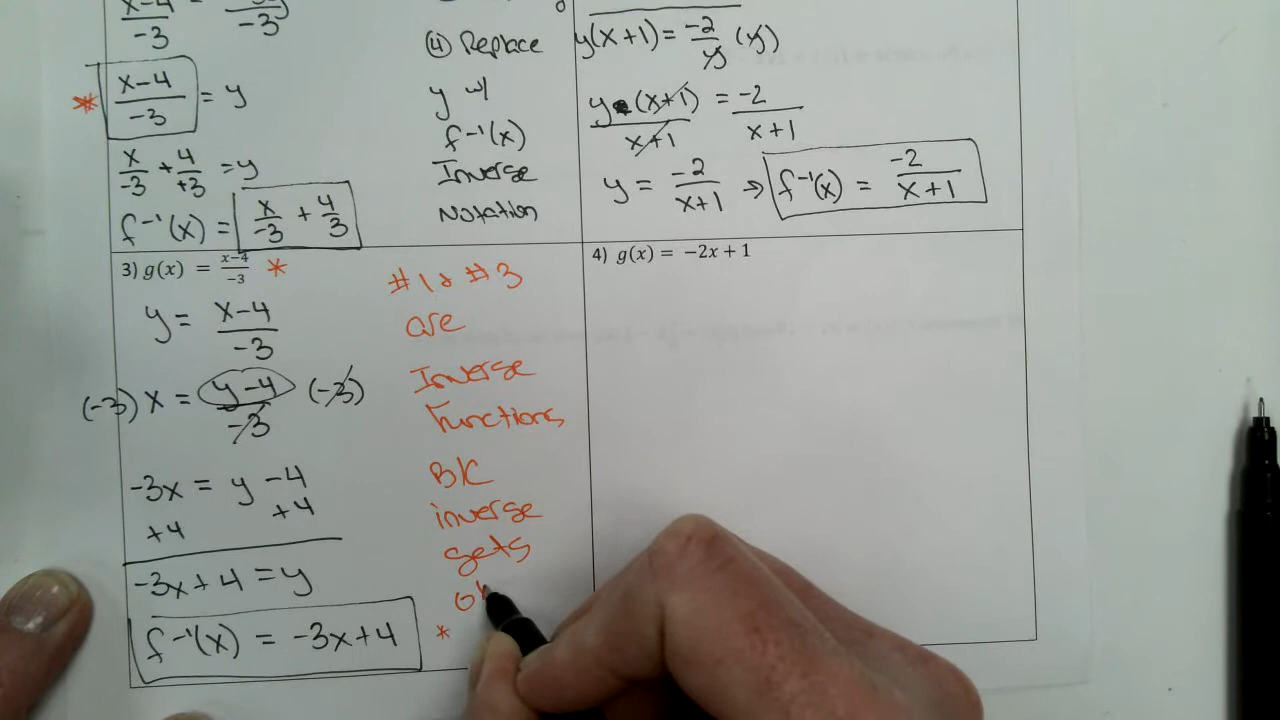 x-4/-3
-3
* x-4/-3 = y
x/-3 + 4/+3 = y
f⁻¹(x) = x/-3 + 4/3
④ Replace
y w/
f⁻¹(x)
Inverse
Notation
y(x+1) = -2/y (y)
y (x+1)/x+1 = -2/x+1
y = -2/x+1 ⇒ f⁻¹(x) = -2/x+1
3) g(x) = x-4/-3 *
y = x-4/-3
(-3) x = y-4/-3 (-3)
-3x = y -4
+4 +4
-3x+4 = y
f⁻¹(x) = -3x+4
#1 & #3
are
Inverse
Functions
B/C
inverse
gets
*
4) g(x) = -2x + 1